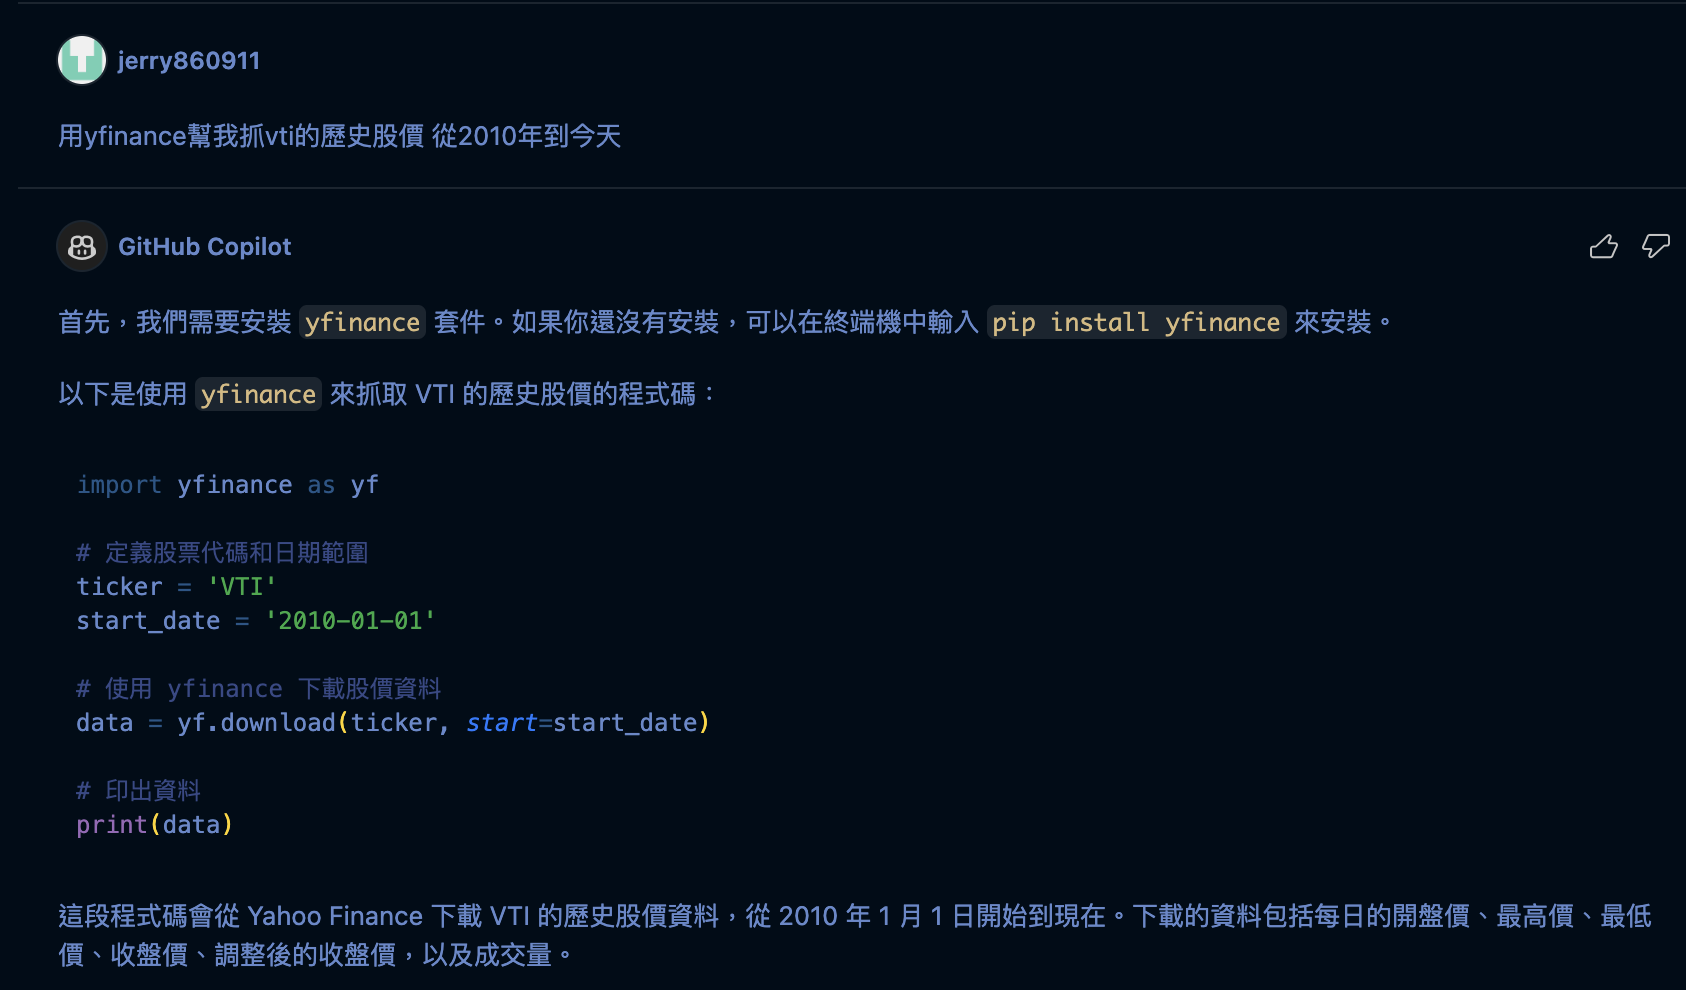 jerry860911
用yfinance幫我抓vti的歷史股價 從2010年到今天
GitHub Copilot
首先，我們需要安裝 yfinance 套件。如果你還沒有安裝，可以在終端機中輸入 pip install yfinance 來安裝。
以下是使用 yfinance 來抓取 VTI 的歷史股價的程式碼：
import yfinance as yf
# 定義股票代碼和日期範圍
ticker = 'VTI'
start_date = '2010-01-01'
# 使用 yfinance 下載股價資料
data = yf.download(ticker, start=start_date)
# 印出資料
print(data)
這段程式碼會從 Yahoo Finance 下載 VTI 的歷史股價資料，從 2010 年 1 月 1 日開始到現在。下載的資料包括每日的開盤價、最高價、最低
價、收盤價、調整後的收盤價，以及成交量。